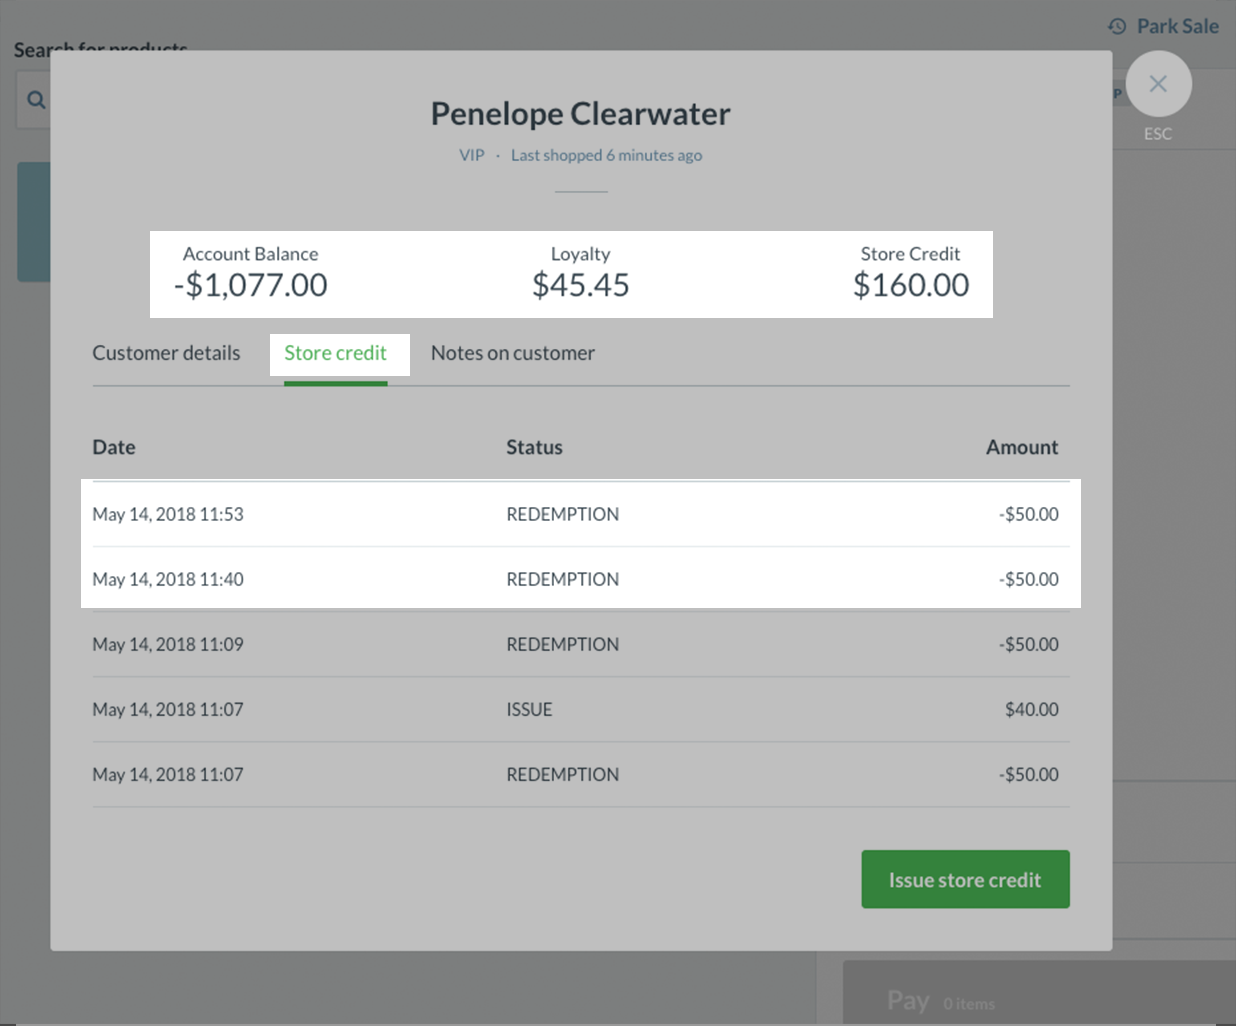 Park Sale
Search for products
P
ESC
Penelope Clearwater
VIP · Last shopped 6 minutes ago
Account Balance Loyalty Store Credit
-$1,077.00 $45.45 $160.00
Customer details Store credit Notes on customer
Date Status Amount
May 14, 2018 11:53 REDEMPTION -$50.00
May 14, 2018 11:40 REDEMPTION -$50.00
May 14, 2018 11:09 REDEMPTION -$50.00
May 14, 2018 11:07 ISSUE $40.00
May 14, 2018 11:07 REDEMPTION -$50.00
Issue store credit
Pay 0 items